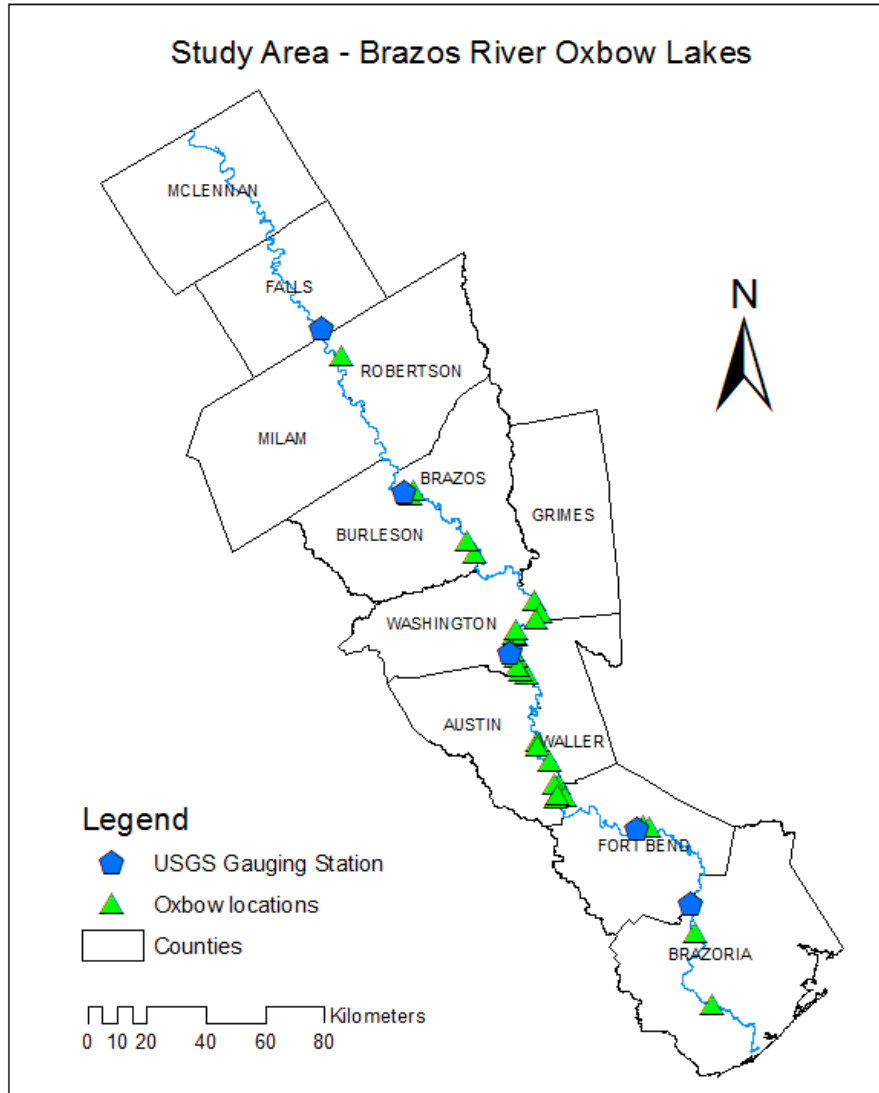 Study Area - Brazos River Oxbow Lakes
MCLENNAN
FALLS
N
ROBERTSON
MILAM
BRAZOS
GRIMES
BURLESON
WASHINGTON
AUSTIN
WALLER
Legend
FORT BEND
USGS Gauging Station
Oxbow locations
Counties
BRAZORIA
Kilometers
0 10 20 40 60 80